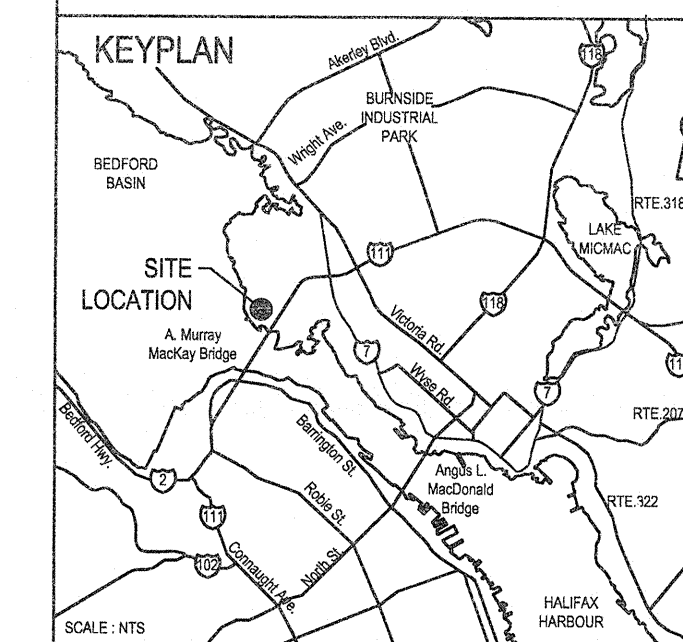 KEYPLAN
Akerley Blvd.
118
BURNSIDE
INDUSTRIAL
PARK
Wright Ave.
BEDFORD
BASIN
RTE.318
LAKE
MICMAC
111
SITE
LOCATION
118
A. Murray
MacKay Bridge
Victoria Rd.
7
Wyse Rd.
7
11
Bedford Hwy.
Barrington St.
RTE.207
2
Angus L.
MacDonald
Bridge
Robie St.
RTE.322
111
102
Connaught Ave.
North St.
HALIFAX
HARBOUR
SCALE : NTS